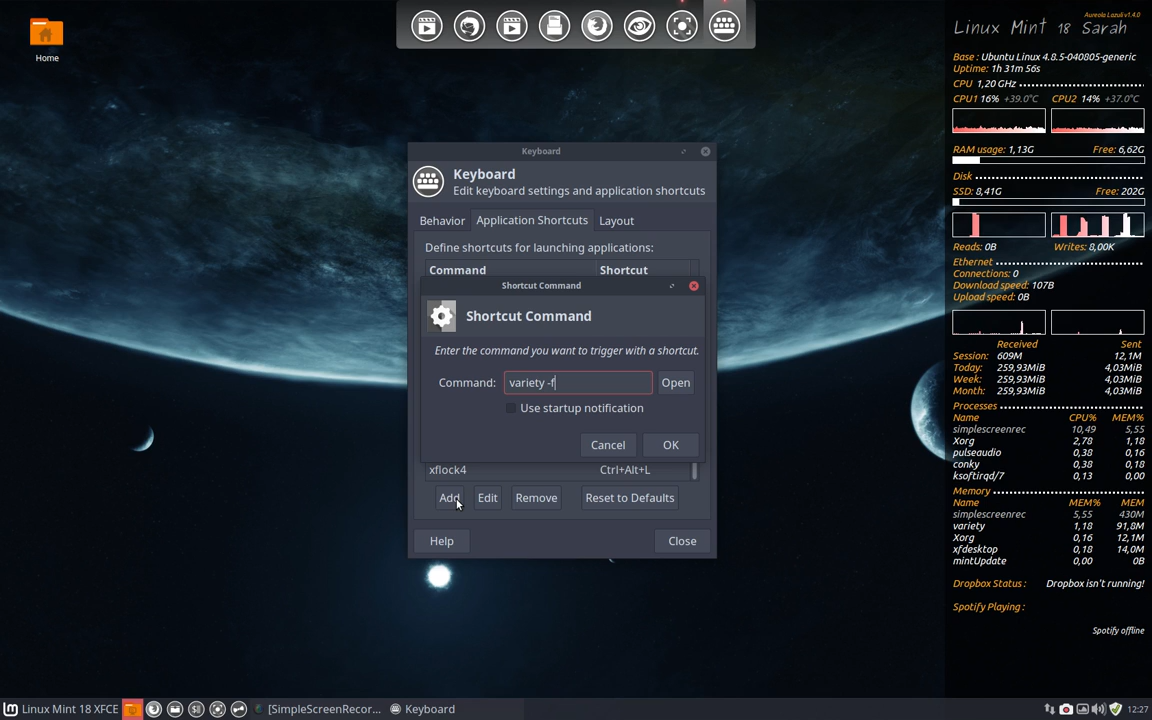 Home
Keyboard
Keyboard
Edit keyboard settings and application shortcuts
Behavior Application Shortcuts Layout
Define shortcuts for launching applications:
Command Shortcut
Shortcut Command
Shortcut Command
Enter the command you want to trigger with a shortcut.
Command: variety -f Open
Use startup notification
Cancel OK
xflock4 Ctrl+Alt+L
Add Edit Remove Reset to Defaults
Help Close
Aureola Lazuli v1.4.0
Linux Mint 18 Sarah
Base : Ubuntu Linux 4.8.5-040805-generic
Uptime: 1h 31m 56s
CPU 1,20 GHz
CPU1 16% +39.0°C CPU2 14% +37.0°C
RAM usage: 1,13G Free: 6,62G
Disk
SSD: 8,41G Free: 202G
Reads: 0B Writes: 8,00K
Ethernet
Connections: 0
Download speed: 107B
Upload speed: 0B
Received Sent
Session: 609M 12,1M
Today: 259,93MiB 4,03MiB
Week: 259,93MiB 4,03MiB
Month: 259,93MiB 4,03MiB
Processes
Name CPU% MEM%
simplescreenrec 10,49 5,55
Xorg 2,78 1,18
pulseaudio 0,38 0,16
conky 0,38 0,18
ksoftirqd/7 0,13 0,00
Memory
Name MEM% MEM
simplescreenrec 5,55 430M
variety 1,18 91,8M
Xorg 0,16 12,1M
xfdesktop 0,18 14,0M
mintUpdate 0,00 0B
Dropbox Status : Dropbox isn't running!
Spotify Playing :
Spotify offline
Linux Mint 18 XFCE [SimpleScreenRecor... Keyboard 12:27